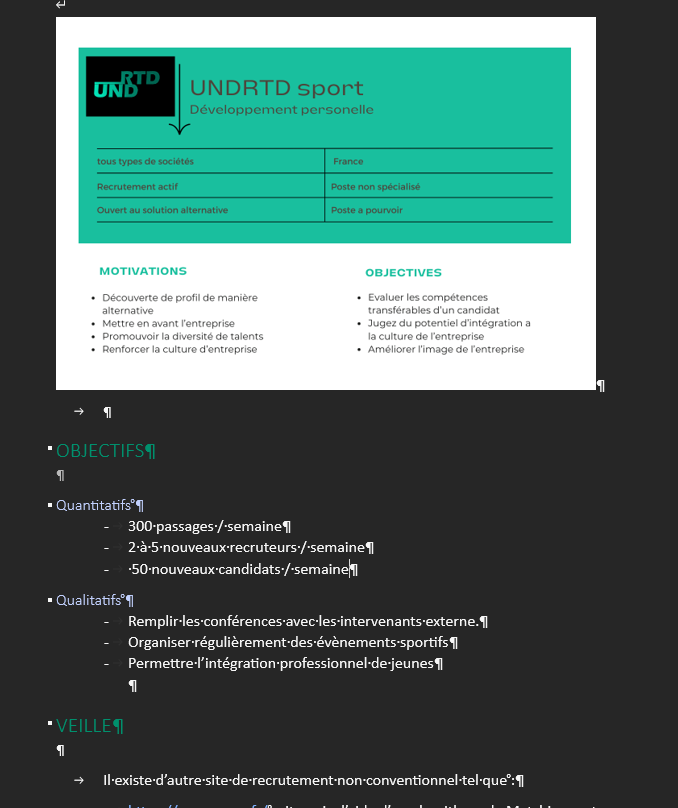 RTD
UND
UNDRTD sport
Développement personelle
tous types de sociétés
France
Recrutement actif
Poste non spécialisé
Ouvert au solution alternative
Poste a pourvoir
MOTIVATIONS
• Découverte de profil de manière
alternative
• Mettre en avant l'entreprise
• Promouvoir la diversité de talents
• Renforcer la culture d'entreprise
OBJECTIVES
• Evaluer les compétences
transférables d'un candidat
• Jugez du potentiel d'intégration a
la culture de l'entreprise
• Améliorer l'image de l'entreprise
OBJECTIFS
Quantitatifs
- 300 passages / semaine
- 2 à 5 nouveaux recruteurs / semaine
- 50 nouveaux candidats / semaine
Qualitatifs
- Remplir les conférences avec les intervenants externe.
- Organiser régulièrement des évènements sportifs
- Permettre l'intégration professionnel de jeunes
VEILLE
→ Il existe d'autre site de recrutement non conventionnel tel que :